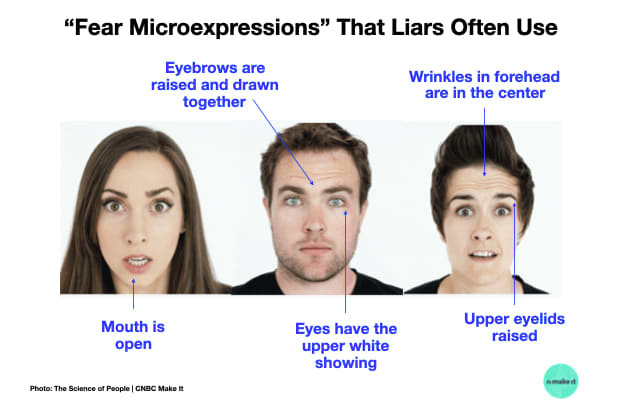 “Fear Microexpressions” That Liars Often Use
Eyebrows are
raised and drawn
together
Wrinkles in forehead
are in the center
Mouth is
open
Eyes have the
upper white
showing
Upper eyelids
raised
Photo: The Science of People | CNBC Make It
make it